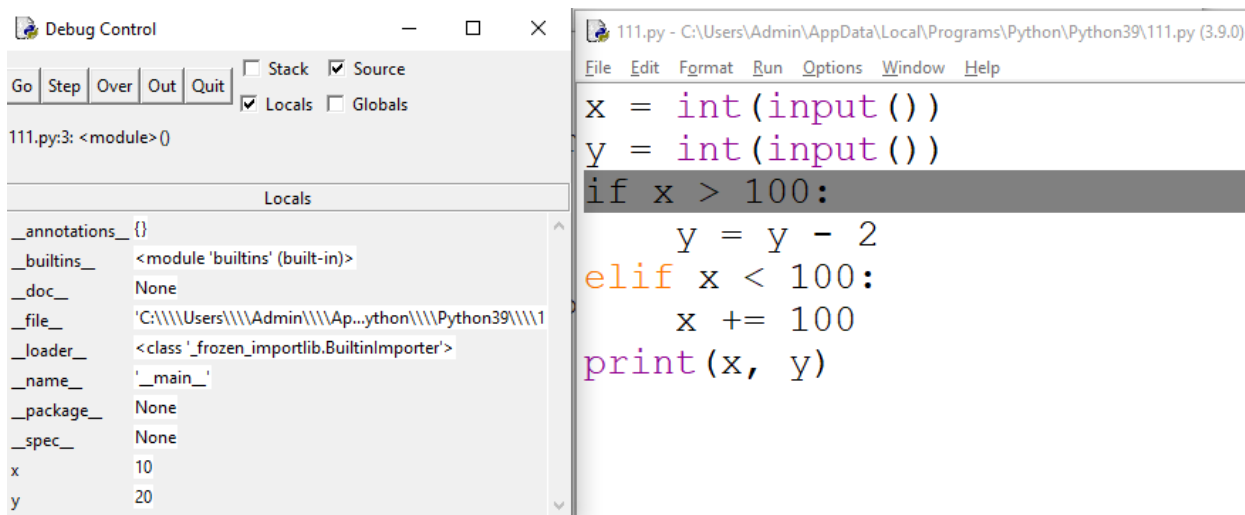 Debug Control
Go Step Over Out Quit
Stack Source
Locals Globals
111.py:3: <module>()
Locals
__annotations__ {}
__builtins__ <module 'builtins' (built-in)>
__doc__ None
__file__ 'C:\\\\Users\\\\Admin\\\\Ap...ython\\\\Python39\\\\1
__loader__ <class '_frozen_importlib.BuiltinImporter'>
__name__ '__main__'
__package__ None
__spec__ None
x 10
y 20
111.py - C:\Users\Admin\AppData\Local\Programs\Python\Python39\111.py (3.9.0)
File Edit Format Run Options Window Help
x = int(input())
y = int(input())
if x > 100:
    y = y - 2
elif x < 100:
    x += 100
print(x, y)